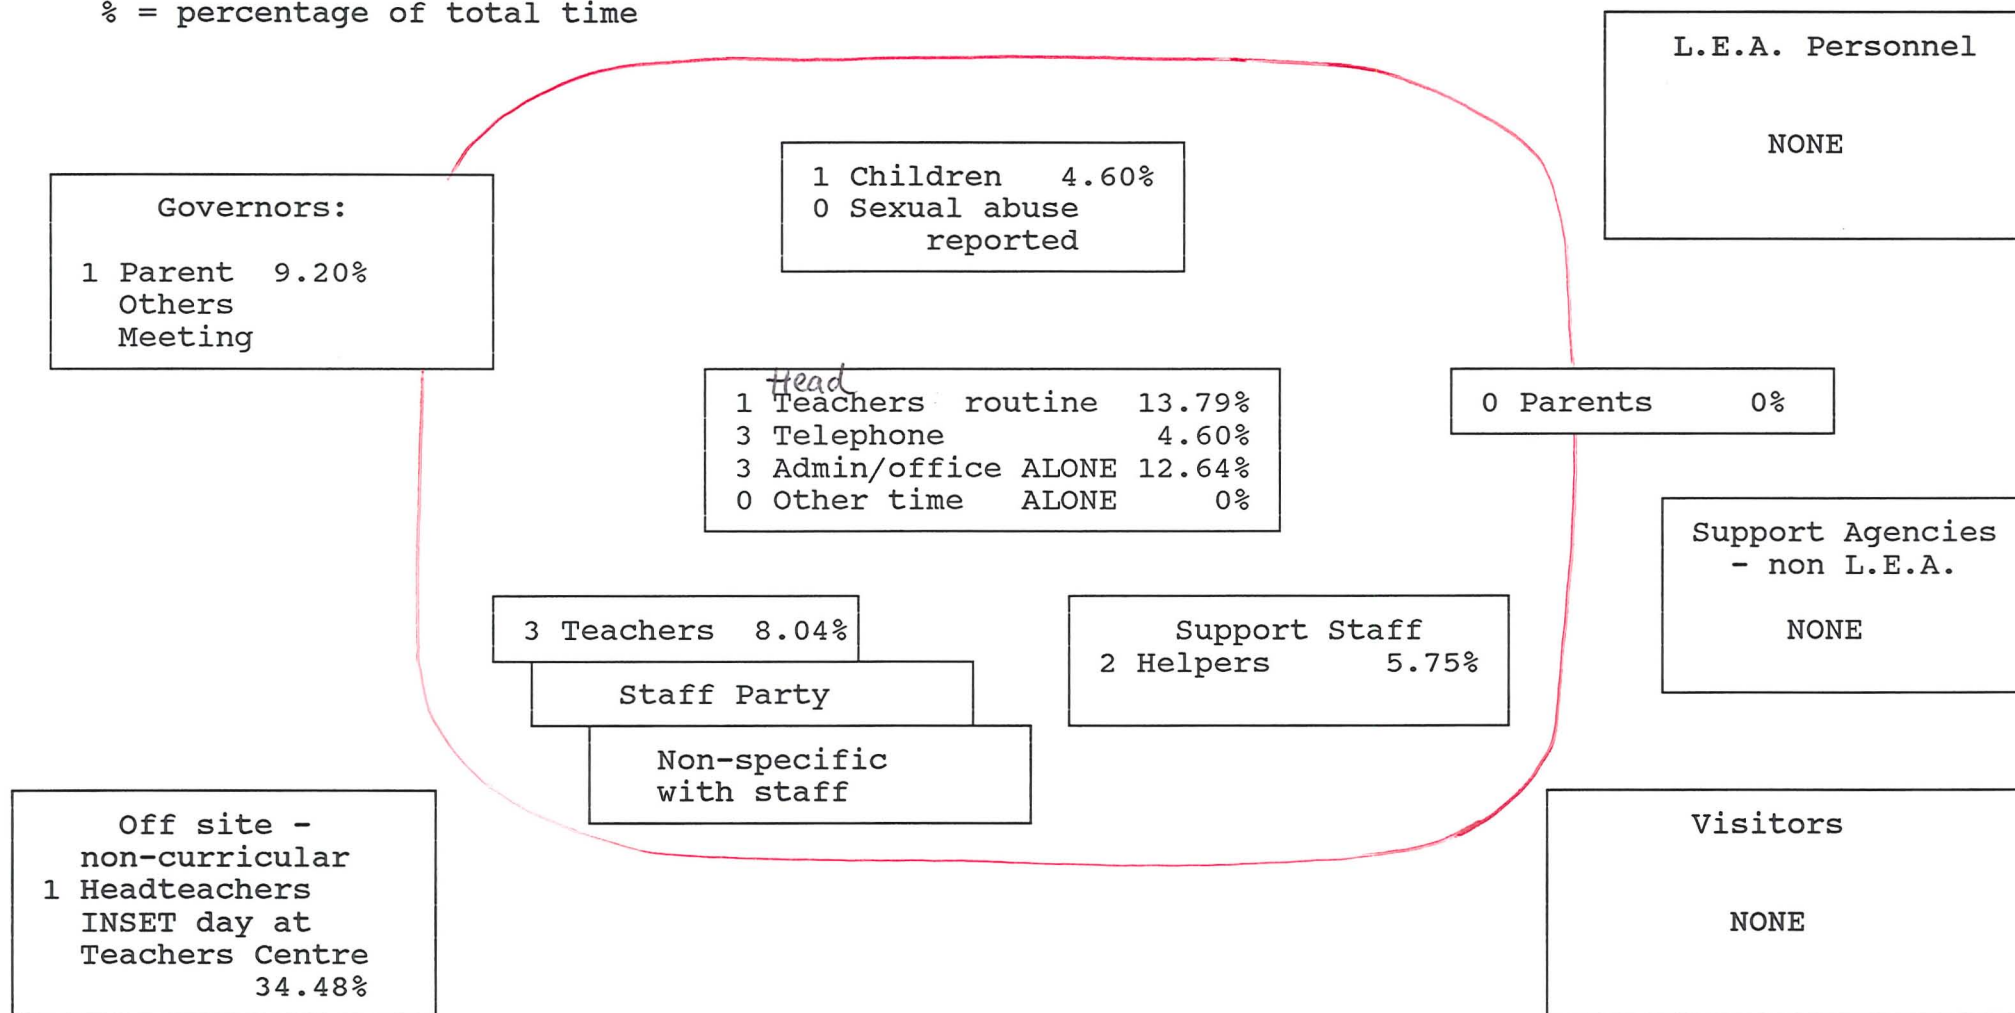 % = percentage of total time
L.E.A. Personnel
NONE
Governors:
1 Parent 9.20%
Others
Meeting
1 Children 4.60%
0 Sexual abuse
reported
Head
1 Teachers routine 13.79%
3 Telephone 4.60%
3 Admin/office ALONE 12.64%
0 Other time ALONE 0%
0 Parents 0%
Support Agencies
- non L.E.A.
NONE
3 Teachers 8.04%
Staff Party
Non-specific
with staff
Support Staff
2 Helpers 5.75%
Off site -
non-curricular
1 Headteachers
INSET day at
Teachers Centre
34.48%
Visitors
NONE